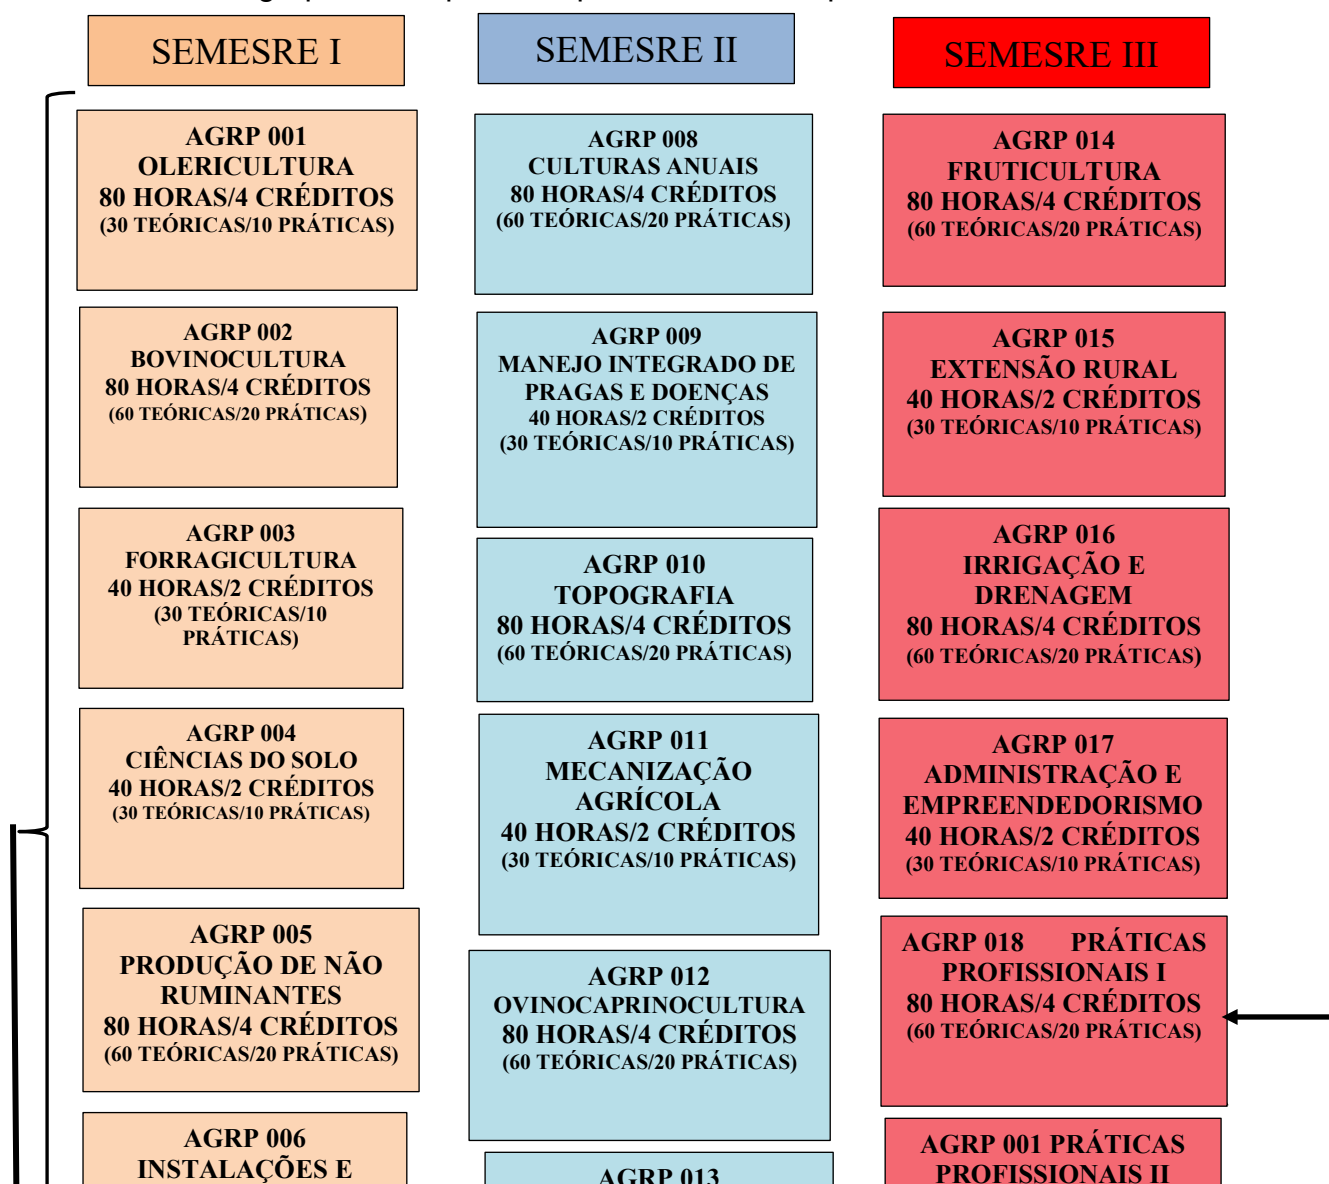 SEMESRE I
AGRP 001
OLERICULTURA
80 HORAS/4 CRÉDITOS
(30 TEÓRICAS/10 PRÁTICAS)
AGRP 002
BOVINOCULTURA
80 HORAS/4 CRÉDITOS
(60 TEÓRICAS/20 PRÁTICAS)
AGRP 003
FORRAGICULTURA
40 HORAS/2 CRÉDITOS
(30 TEÓRICAS/10
PRÁTICAS)
AGRP 004
CIÊNCIAS DO SOLO
40 HORAS/2 CRÉDITOS
(30 TEÓRICAS/10 PRÁTICAS)
AGRP 005
PRODUÇÃO DE NÃO
RUMINANTES
80 HORAS/4 CRÉDITOS
(60 TEÓRICAS/20 PRÁTICAS)
AGRP 006
INSTALAÇÕES E
SEMESRE II
AGRP 008
CULTURAS ANUAIS
80 HORAS/4 CRÉDITOS
(60 TEÓRICAS/20 PRÁTICAS)
AGRP 009
MANEJO INTEGRADO DE
PRAGAS E DOENÇAS
40 HORAS/2 CRÉDITOS
(30 TEÓRICAS/10 PRÁTICAS)
AGRP 010
TOPOGRAFIA
80 HORAS/4 CRÉDITOS
(60 TEÓRICAS/20 PRÁTICAS)
AGRP 011
MECANIZAÇÃO
AGRÍCOLA
40 HORAS/2 CRÉDITOS
(30 TEÓRICAS/10 PRÁTICAS)
AGRP 012
OVINOCAPRINOCULTURA
80 HORAS/4 CRÉDITOS
(60 TEÓRICAS/20 PRÁTICAS)
AGRP 013
SEMESRE III
AGRP 014
FRUTICULTURA
80 HORAS/4 CRÉDITOS
(60 TEÓRICAS/20 PRÁTICAS)
AGRP 015
EXTENSÃO RURAL
40 HORAS/2 CRÉDITOS
(30 TEÓRICAS/10 PRÁTICAS)
AGRP 016
IRRIGAÇÃO E
DRENAGEM
80 HORAS/4 CRÉDITOS
(60 TEÓRICAS/20 PRÁTICAS)
AGRP 017
ADMINISTRAÇÃO E
EMPREENDEDORISMO
40 HORAS/2 CRÉDITOS
(30 TEÓRICAS/10 PRÁTICAS)
AGRP 018 PRÁTICAS
PROFISSIONAIS I
80 HORAS/4 CRÉDITOS
(60 TEÓRICAS/20 PRÁTICAS)
AGRP 001 PRÁTICAS
PROFISSIONAIS II